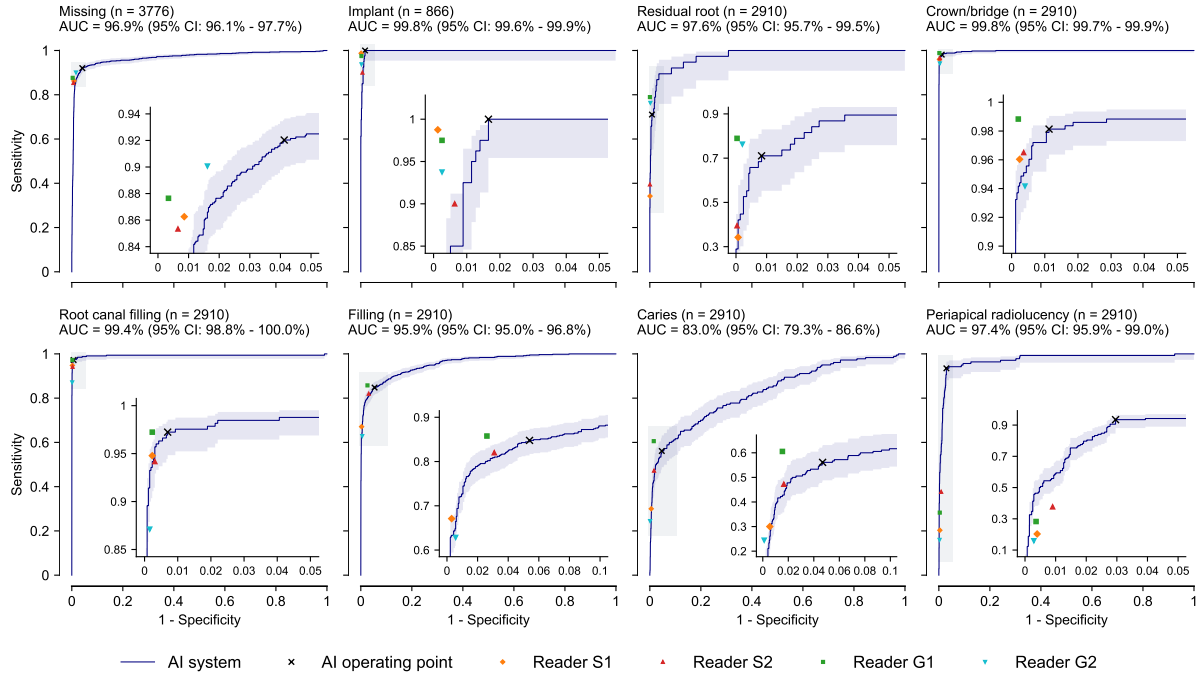 Missing (n = 3776)
AUC = 96.9% (95% CI: 96.1% - 97.7%)
Implant (n = 866)
AUC = 99.8% (95% CI: 99.6% - 99.9%)
Residual root (n = 2910)
AUC = 97.6% (95% CI: 95.7% - 99.5%)
Crown/bridge (n = 2910)
AUC = 99.8% (95% CI: 99.7% - 99.9%)
Sensitivity
1
0.8
0.6
0.4
0.2
0
0.94
0.92
0.9
0.88
0.86
0.84
0 0.01 0.02 0.03 0.04 0.05
1
0.95
0.9
0.85
0 0.01 0.02 0.03 0.04 0.05
0.9
0.7
0.5
0.3
0 0.01 0.02 0.03 0.04 0.05
1
0.98
0.96
0.94
0.92
0.9
0 0.01 0.02 0.03 0.04 0.05
Root canal filling (n = 2910)
AUC = 99.4% (95% CI: 98.8% - 100.0%)
Filling (n = 2910)
AUC = 95.9% (95% CI: 95.0% - 96.8%)
Caries (n = 2910)
AUC = 83.0% (95% CI: 79.3% - 86.6%)
Periapical radiolucency (n = 2910)
AUC = 97.4% (95% CI: 95.9% - 99.0%)
Sensitivity
1
0.8
0.6
0.4
0.2
0
1
0.95
0.9
0.85
0 0.01 0.02 0.03 0.04 0.05
0.9
0.8
0.7
0.6
0 0.02 0.04 0.06 0.08 0.1
0.6
0.5
0.4
0.3
0.2
0 0.02 0.04 0.06 0.08 0.1
0.9
0.7
0.5
0.3
0.1
0 0.01 0.02 0.03 0.04 0.05
0 0.2 0.4 0.6 0.8 1
0 0.2 0.4 0.6 0.8 1
0 0.2 0.4 0.6 0.8 1
0 0.2 0.4 0.6 0.8 1
1 - Specificity
1 - Specificity
1 - Specificity
1 - Specificity
AI system
AI operating point
Reader S1
Reader S2
Reader G1
Reader G2